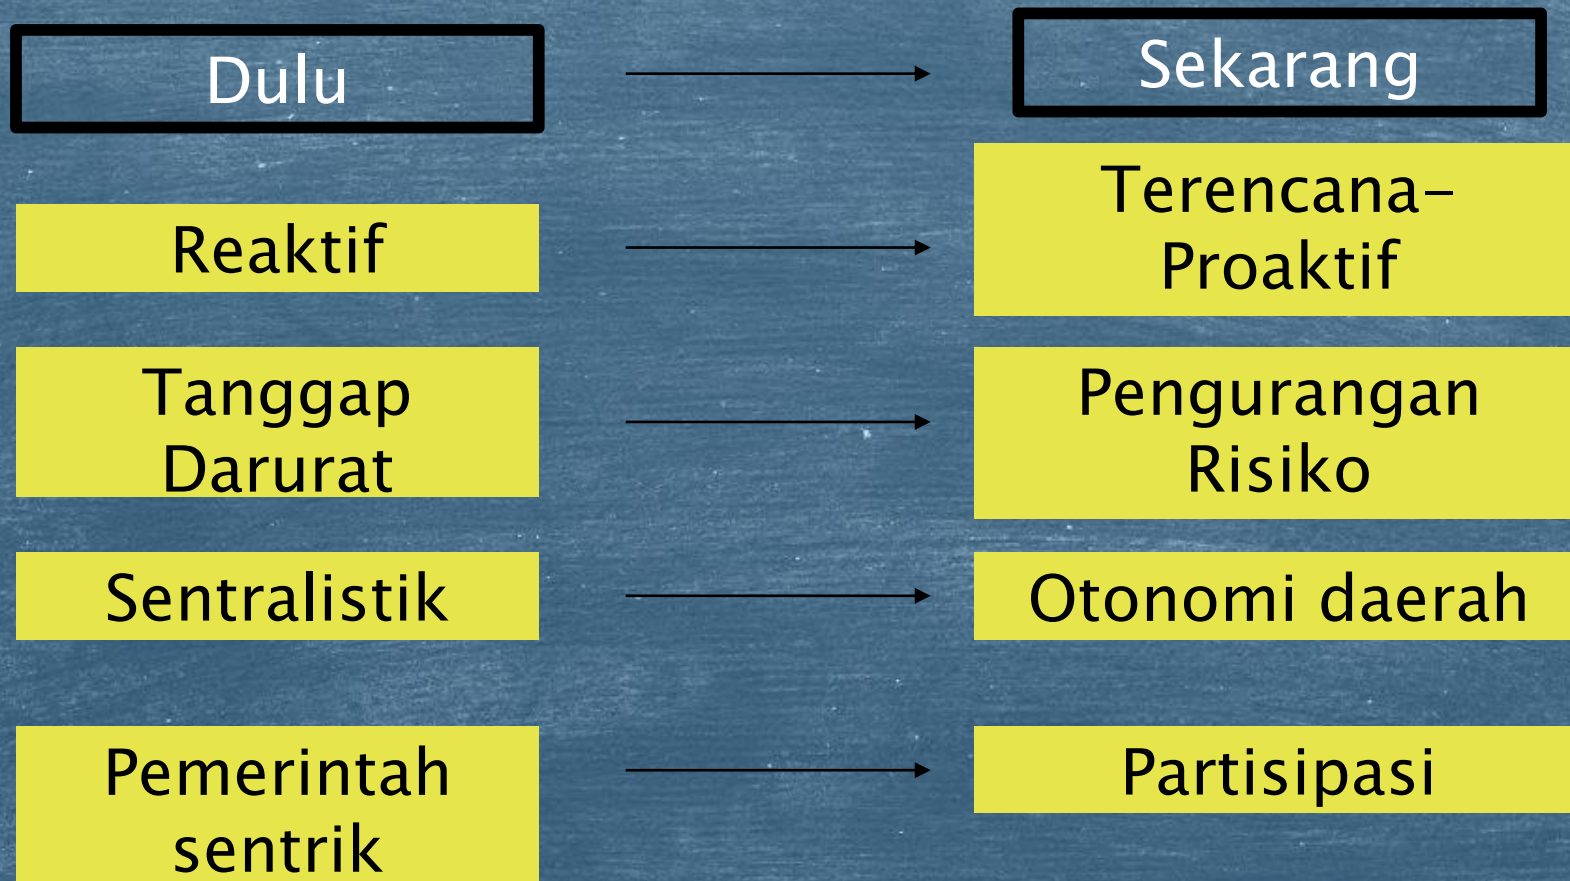 Dulu
Sekarang
Reaktif
Terencana-
Proaktif
Tanggap
Darurat
Pengurangan
Risiko
Sentralistik
Otonomi daerah
Pemerintah
sentrik
Partisipasi